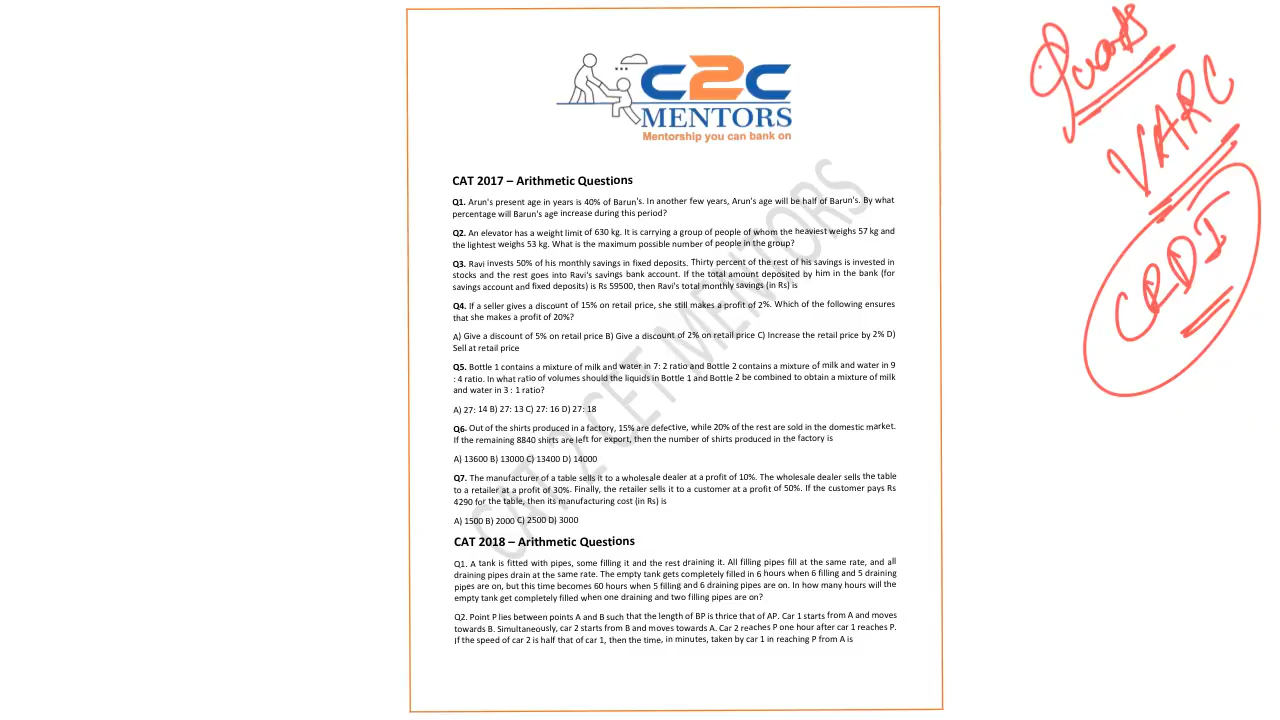 c2c
MENTORS
Mentorship you can bank on
Quants
VARC
LRDI
CAT 2 CET MENTORS
CAT 2017 – Arithmetic Questions
Q1. Arun's present age in years is 40% of Barun's. In another few years, Arun's age will be half of Barun's. By what
percentage will Barun's age increase during this period?
Q2. An elevator has a weight limit of 630 kg. It is carrying a group of people of whom the heaviest weighs 57 kg and
the lightest weighs 53 kg. What is the maximum possible number of people in the group?
Q3. Ravi invests 50% of his monthly savings in fixed deposits. Thirty percent of the rest of his savings is invested in
stocks and the rest goes into Ravi's savings bank account. If the total amount deposited by him in the bank (for
savings account and fixed deposits) is Rs 59500, then Ravi's total monthly savings (in Rs) is
Q4. If a seller gives a discount of 15% on retail price, she still makes a profit of 2%. Which of the following ensures
that she makes a profit of 20%?
A) Give a discount of 5% on retail price B) Give a discount of 2% on retail price C) Increase the retail price by 2% D)
Sell at retail price
Q5. Bottle 1 contains a mixture of milk and water in 7: 2 ratio and Bottle 2 contains a mixture of milk and water in 9
: 4 ratio. In what ratio of volumes should the liquids in Bottle 1 and Bottle 2 be combined to obtain a mixture of milk
and water in 3 : 1 ratio?
A) 27: 14 B) 27: 13 C) 27: 16 D) 27: 18
Q6. Out of the shirts produced in a factory, 15% are defective, while 20% of the rest are sold in the domestic market.
If the remaining 8840 shirts are left for export, then the number of shirts produced in the factory is
A) 13600 B) 13000 C) 13400 D) 14000
Q7. The manufacturer of a table sells it to a wholesale dealer at a profit of 10%. The wholesale dealer sells the table
to a retailer at a profit of 30%. Finally, the retailer sells it to a customer at a profit of 50%. If the customer pays Rs
4290 for the table, then its manufacturing cost (in Rs) is
A) 1500 B) 2000 C) 2500 D) 3000
CAT 2018 – Arithmetic Questions
Q1. A tank is fitted with pipes, some filling it and the rest draining it. All filling pipes fill at the same rate, and all
draining pipes drain at the same rate. The empty tank gets completely filled in 6 hours when 6 filling and 5 draining
pipes are on, but this time becomes 60 hours when 5 filling and 6 draining pipes are on. In how many hours will the
empty tank get completely filled when one draining and two filling pipes are on?
Q2. Point P lies between points A and B such that the length of BP is thrice that of AP. Car 1 starts from A and moves
towards B. Simultaneously, car 2 starts from B and moves towards A. Car 2 reaches P one hour after car 1 reaches P.
If the speed of car 2 is half that of car 1, then the time, in minutes, taken by car 1 in reaching P from A is